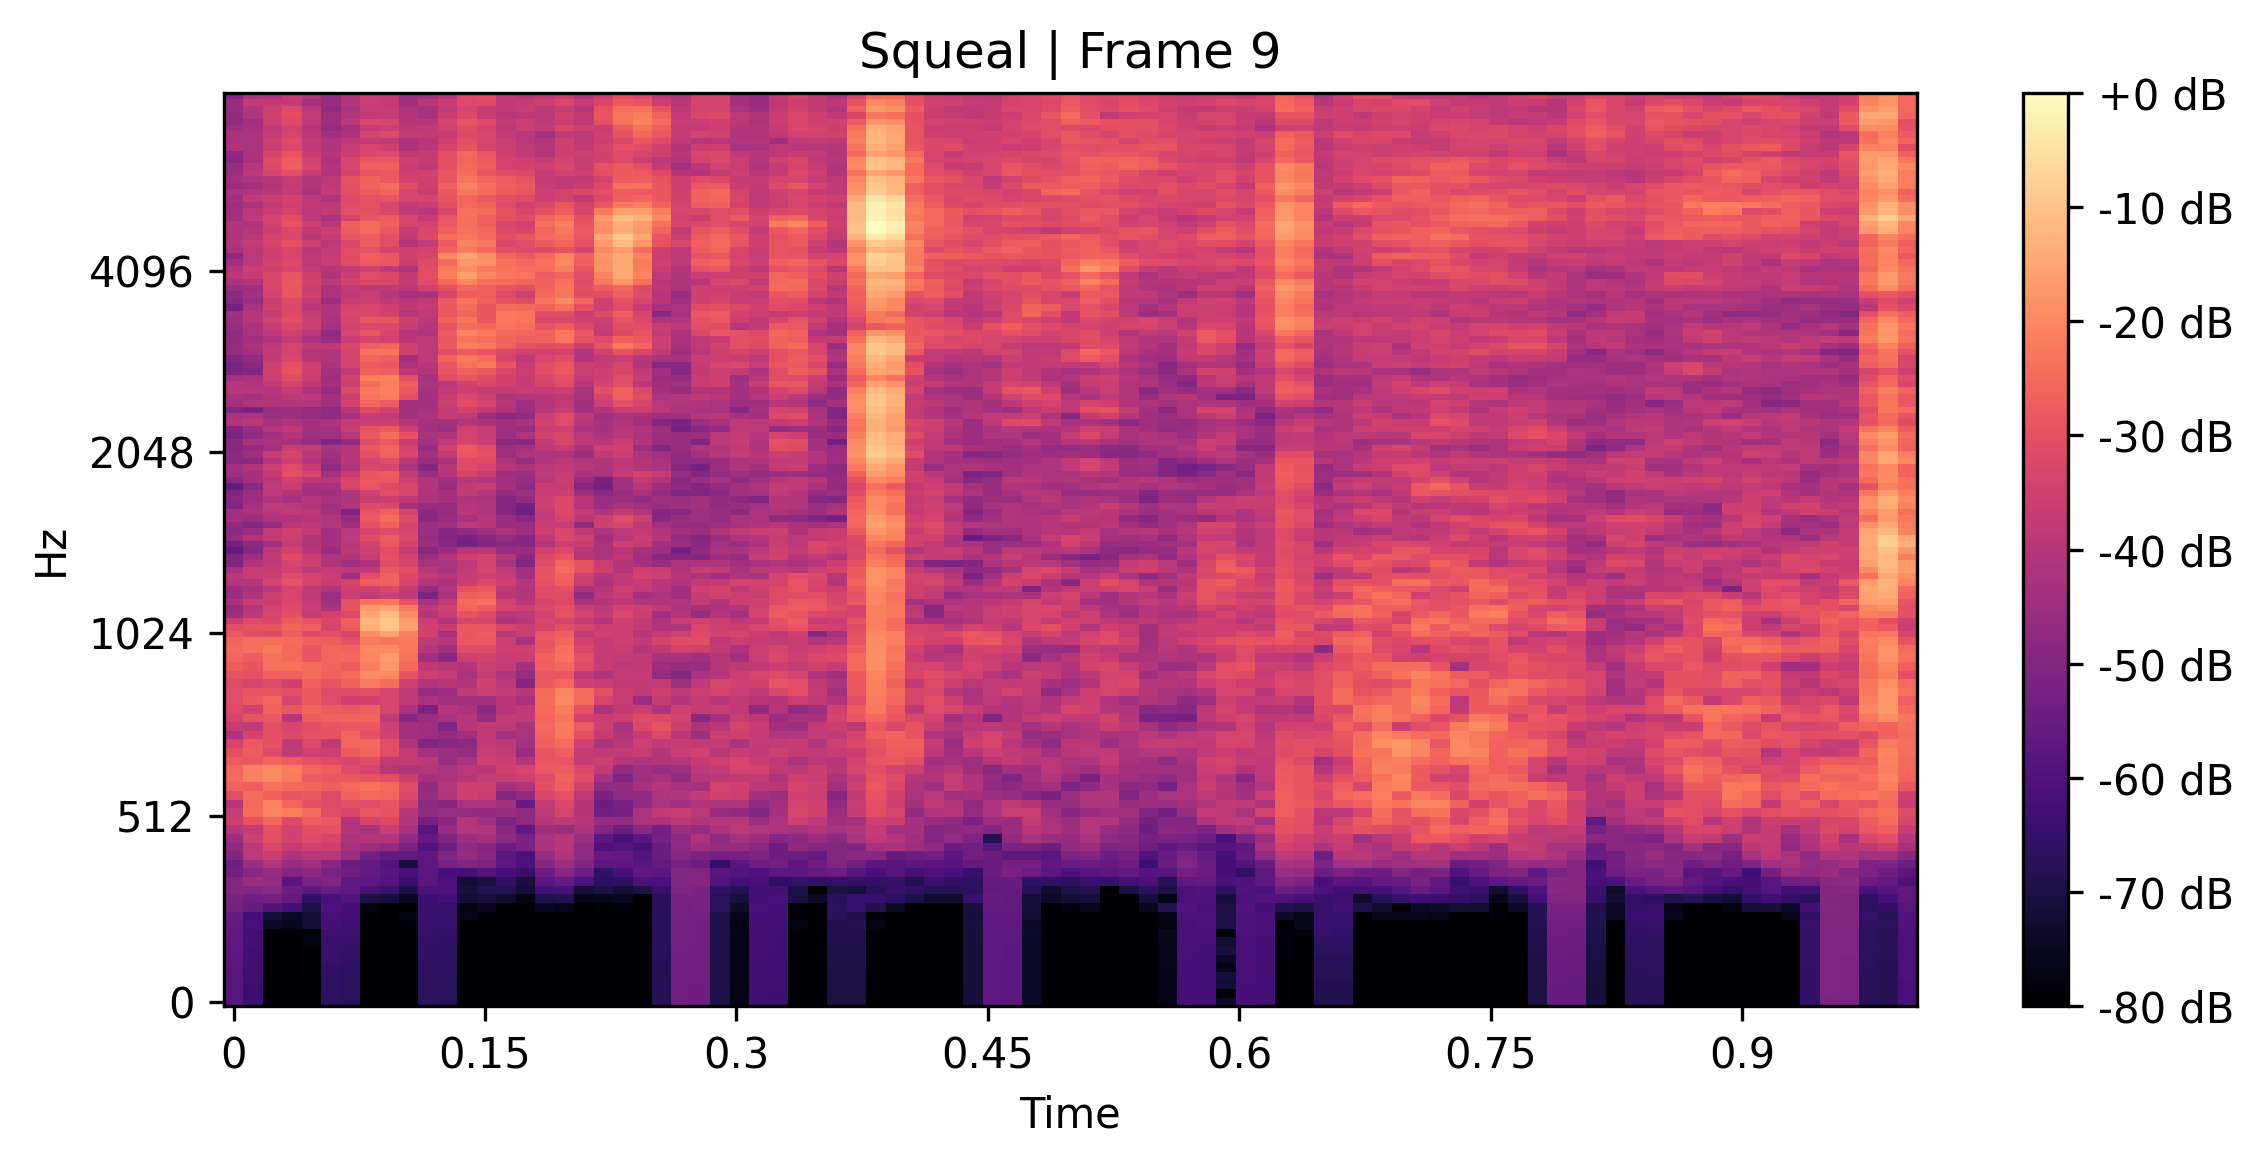 Squeal | Frame 9
Hz
4096
2048
1024
512
0
0 0.15 0.3 0.45 0.6 0.75 0.9
Time
+0 dB
-10 dB
-20 dB
-30 dB
-40 dB
-50 dB
-60 dB
-70 dB
-80 dB